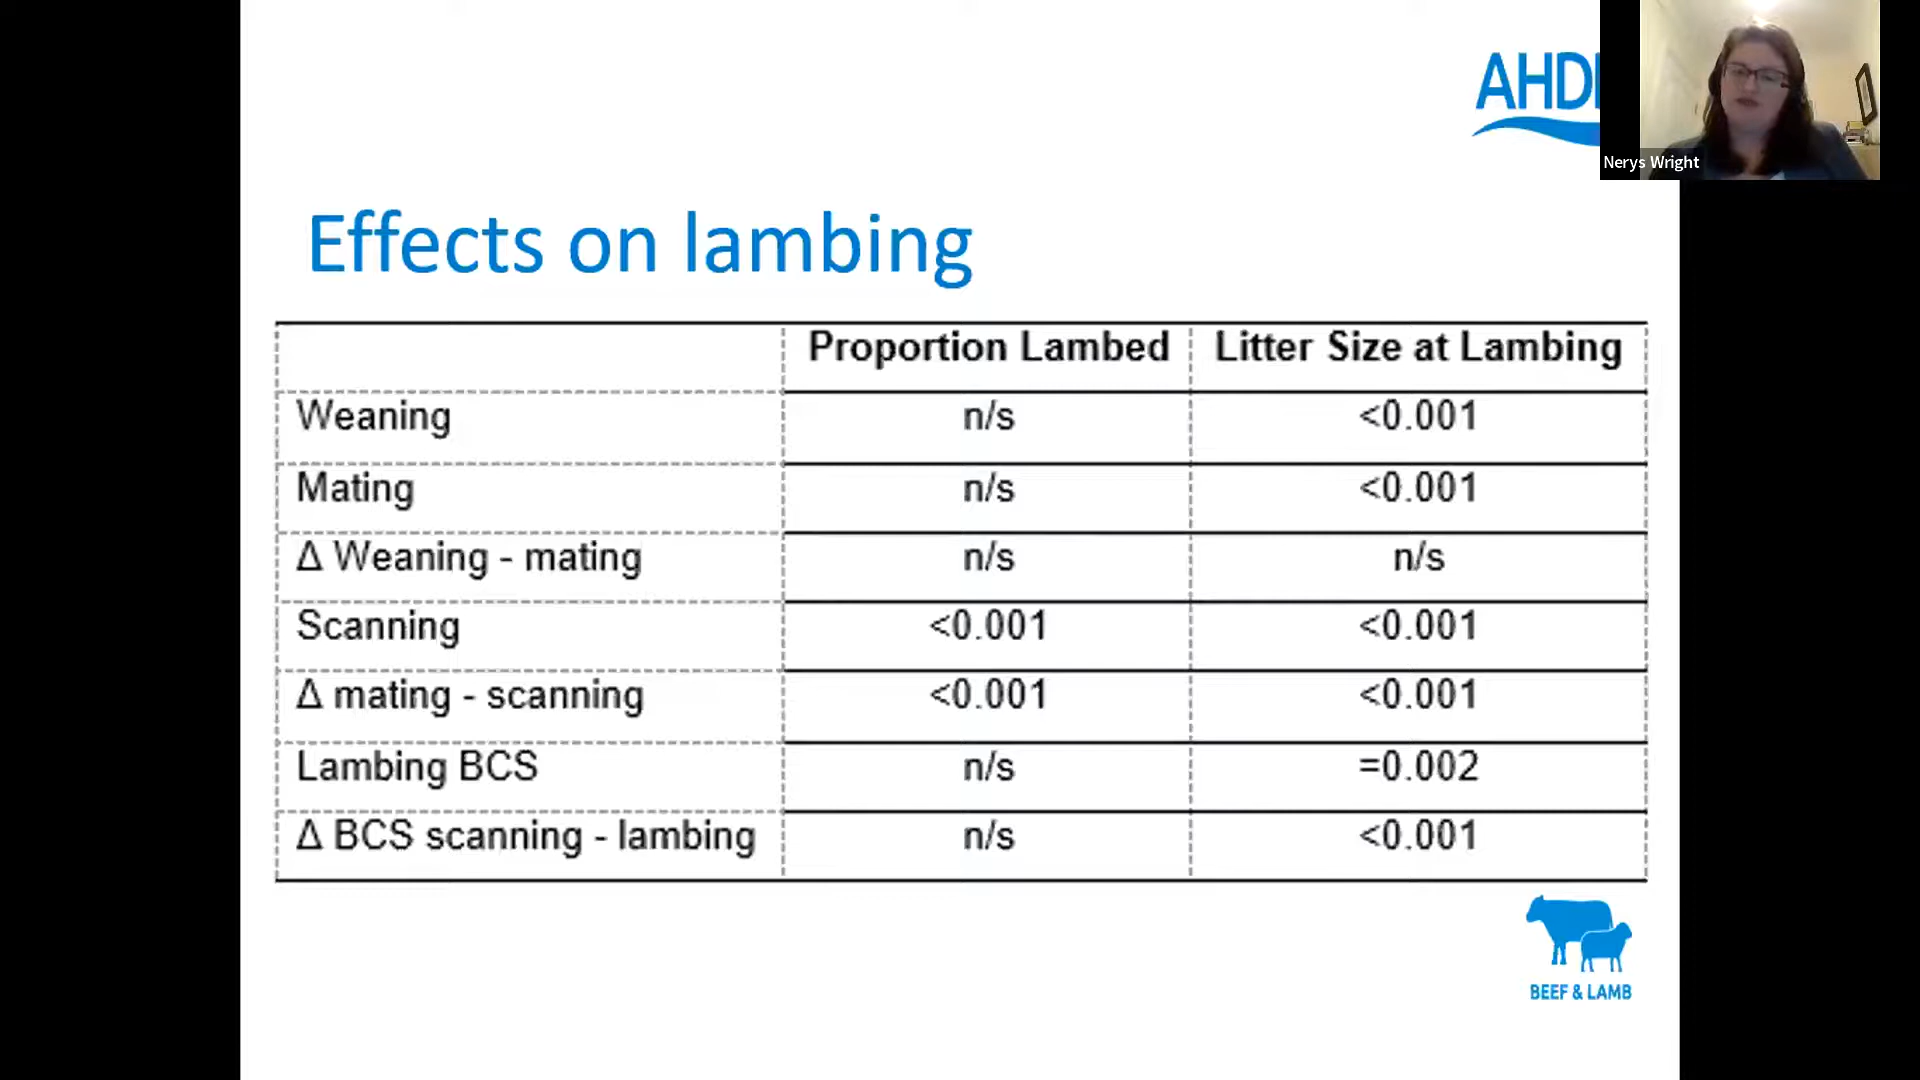 AHD
Nerys Wright
Effects on lambing
Proportion Lambed Litter Size at Lambing
Weaning n/s <0.001
Mating n/s <0.001
Δ Weaning - mating n/s n/s
Scanning <0.001 <0.001
Δ mating - scanning <0.001 <0.001
Lambing BCS n/s =0.002
Δ BCS scanning - lambing n/s <0.001
BEEF & LAMB